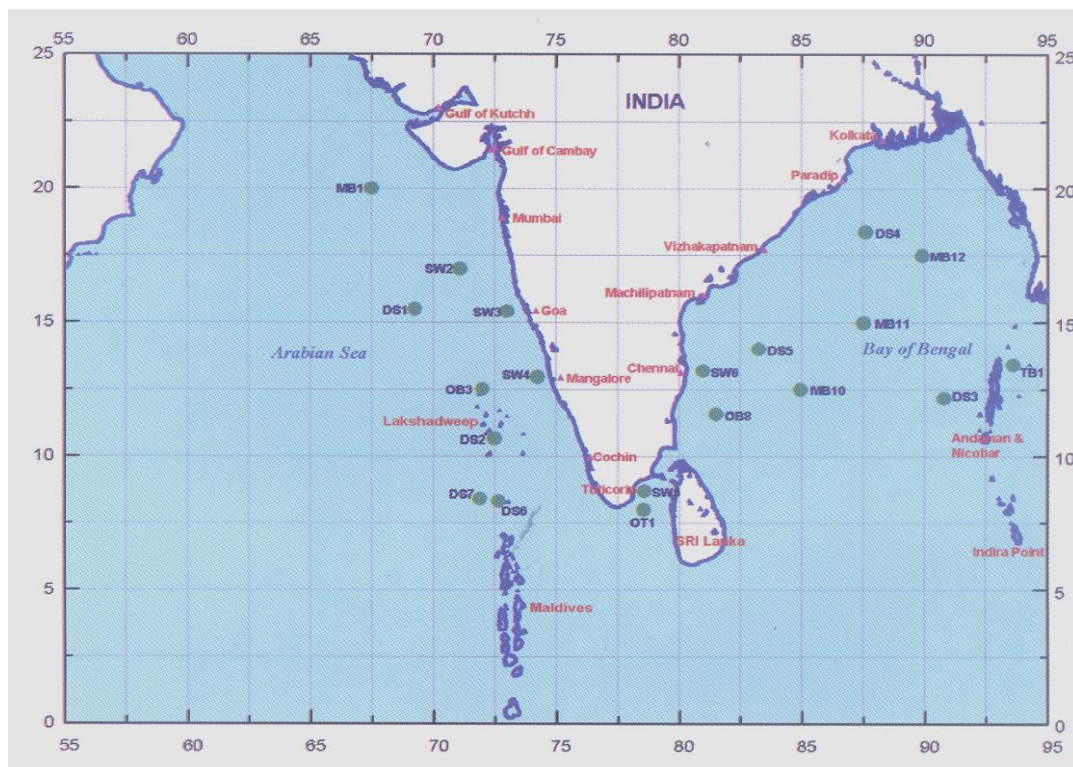 55 60 65 70 75 80 85 90 95
25 25
INDIA
Gulf of Kutchh
Kolkata
Gulf of Cambay
Paradip
20 MB1 20
Mumbai
DS4
Vizhakapatnam
MB12
SW2
Machilipatnam
DS1 SW3 Goa
15 MB11 15
Arabian Sea Bay of Bengal
DS5
Chennai
SW6 TB1
SW4 Mangalore
OB3 MB10 DS3
Lakshadweep OB8
DS2 Andaman &
Nicobar
10 Cochin 10
DS7 Tuticorin SW5
DS6
OT1
SRI Lanka
Indira Point
5 5
Maldives
0 0
55 60 65 70 75 80 85 90 95